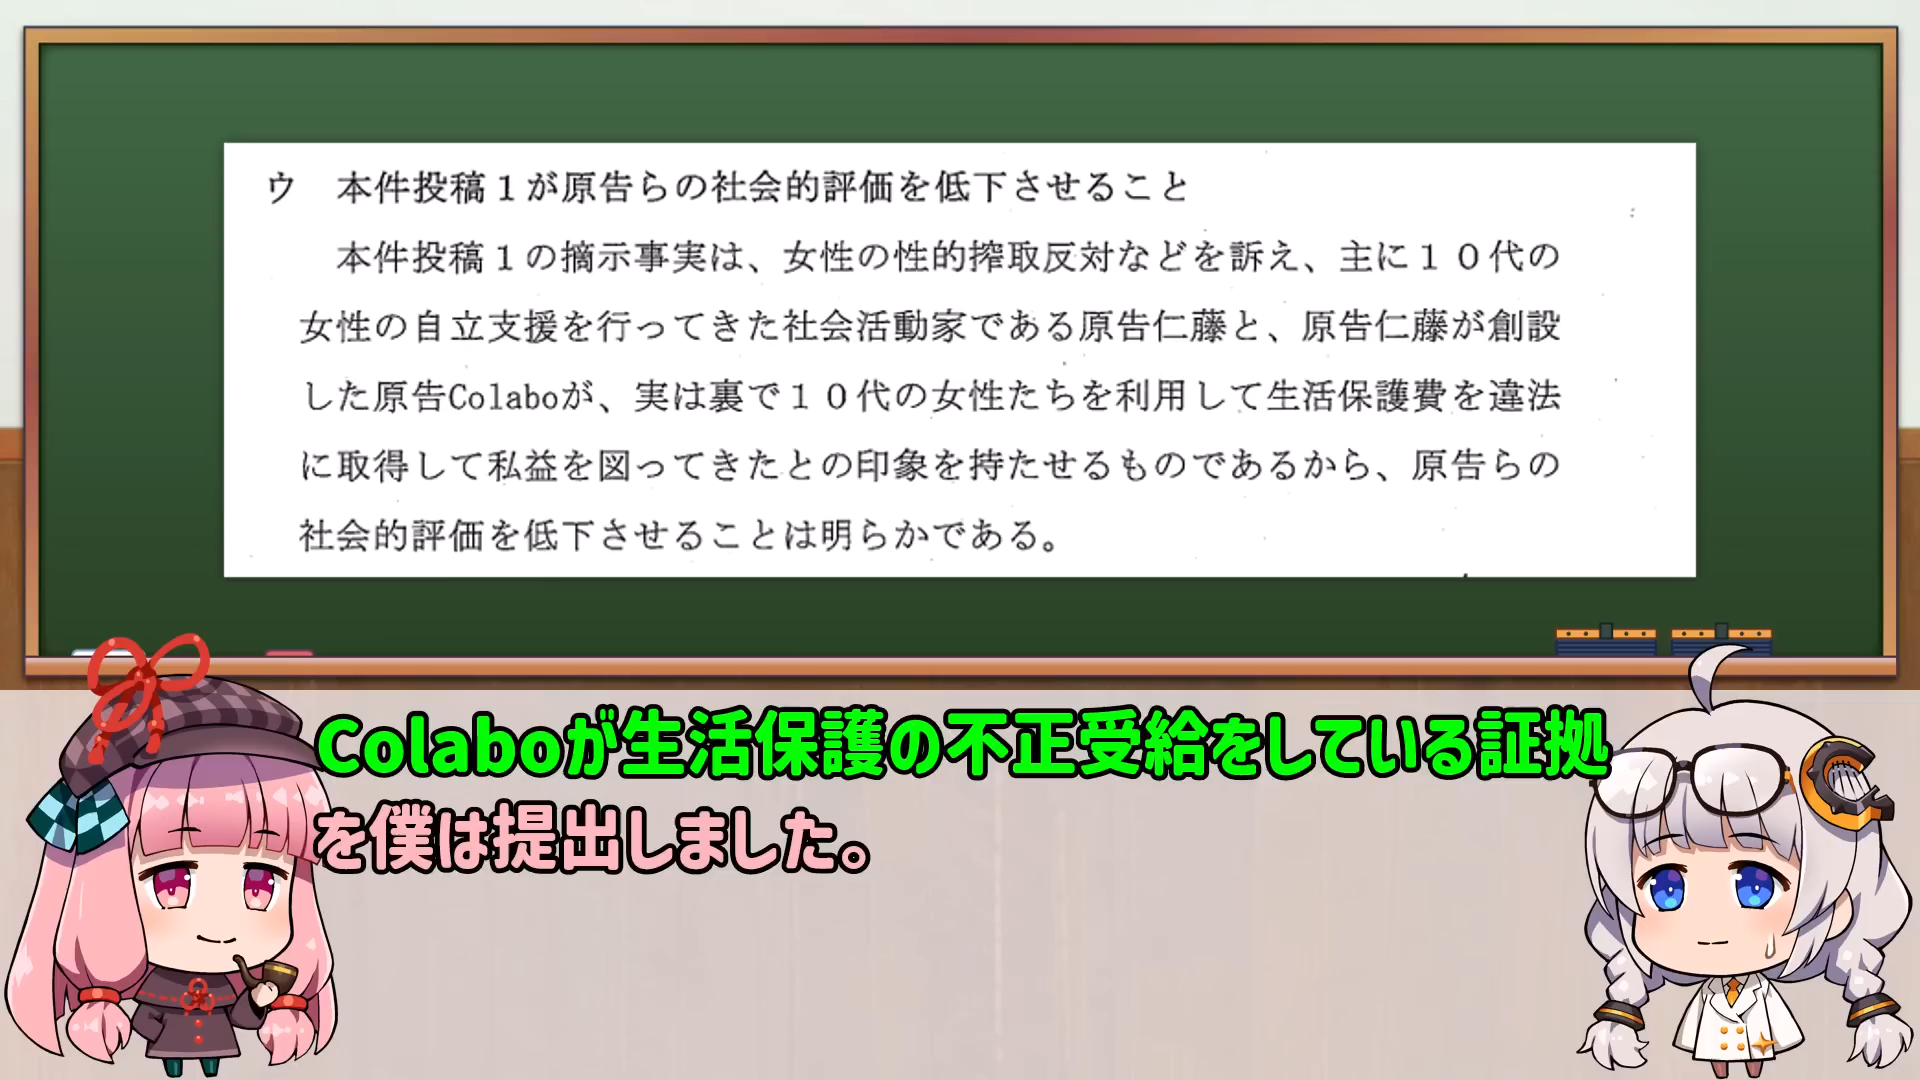 ウ　本件投稿１が原告らの社会的評価を低下させること
本件投稿１の摘示事実は、女性の性的搾取反対などを訴え、主に１０代の
女性の自立支援を行ってきた社会活動家である原告仁藤と、原告仁藤が創設
した原告Colaboが、実は裏で１０代の女性たちを利用して生活保護費を違法
に取得して私益を図ってきたとの印象を持たせるものであるから、原告らの
社会的評価を低下させることは明らかである。
Colaboが生活保護の不正受給をしている証拠
を僕は提出しました。